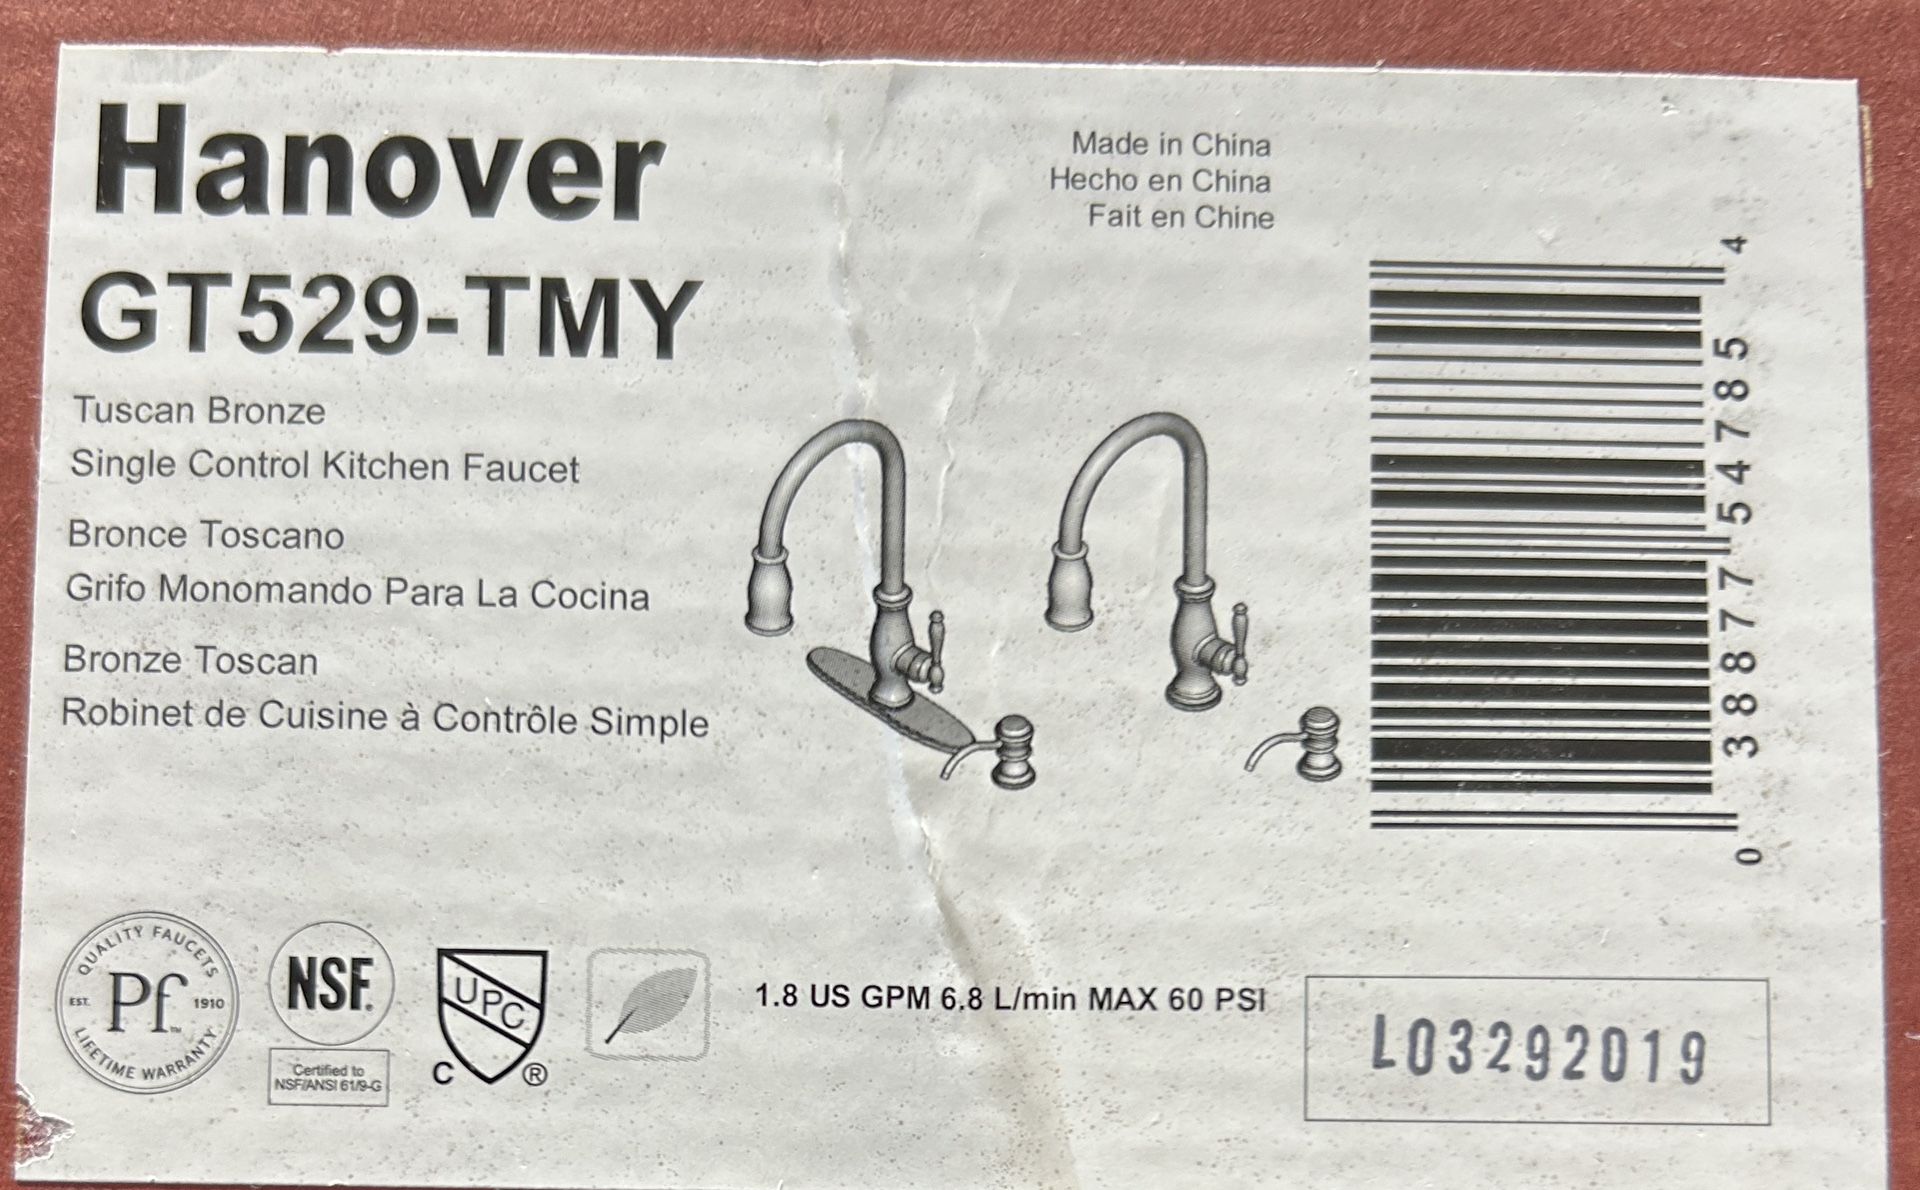 Hanover
GT529-TMY
Tuscan Bronze
Single Control Kitchen Faucet
Bronce Toscano
Grifo Monomando Para La Cocina
Bronze Toscan
Robinet de Cuisine à Contrôle Simple
Made in China
Hecho en China
Fait en Chine
0 38877 54785 4
QUALITY FAUCETS
EST. Pf™ 1910
LIFETIME WARRANTY
NSF®
Certified to
NSF/ANSI 61/9-G
UPC
C ®
1.8 US GPM 6.8 L/min MAX 60 PSI
L03292019